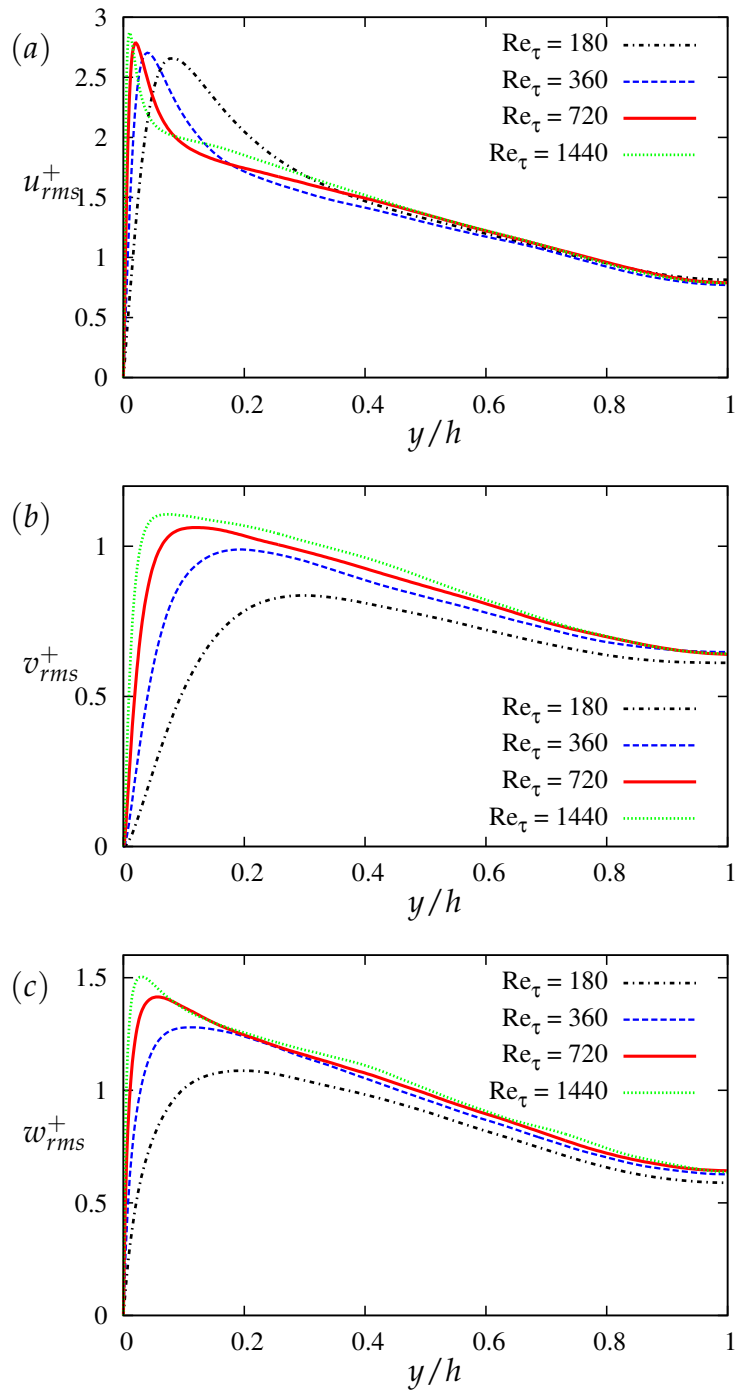 (a)
3
2.5
2
1.5
1
0.5
0
u+rms
Reτ = 180
Reτ = 360
Reτ = 720
Reτ = 1440
0 0.2 0.4 0.6 0.8 1
y/h
(b)
1
0.5
0
v+rms
Reτ = 180
Reτ = 360
Reτ = 720
Reτ = 1440
0 0.2 0.4 0.6 0.8 1
y/h
(c)
1.5
1
0.5
0
w+rms
Reτ = 180
Reτ = 360
Reτ = 720
Reτ = 1440
0 0.2 0.4 0.6 0.8 1
y/h